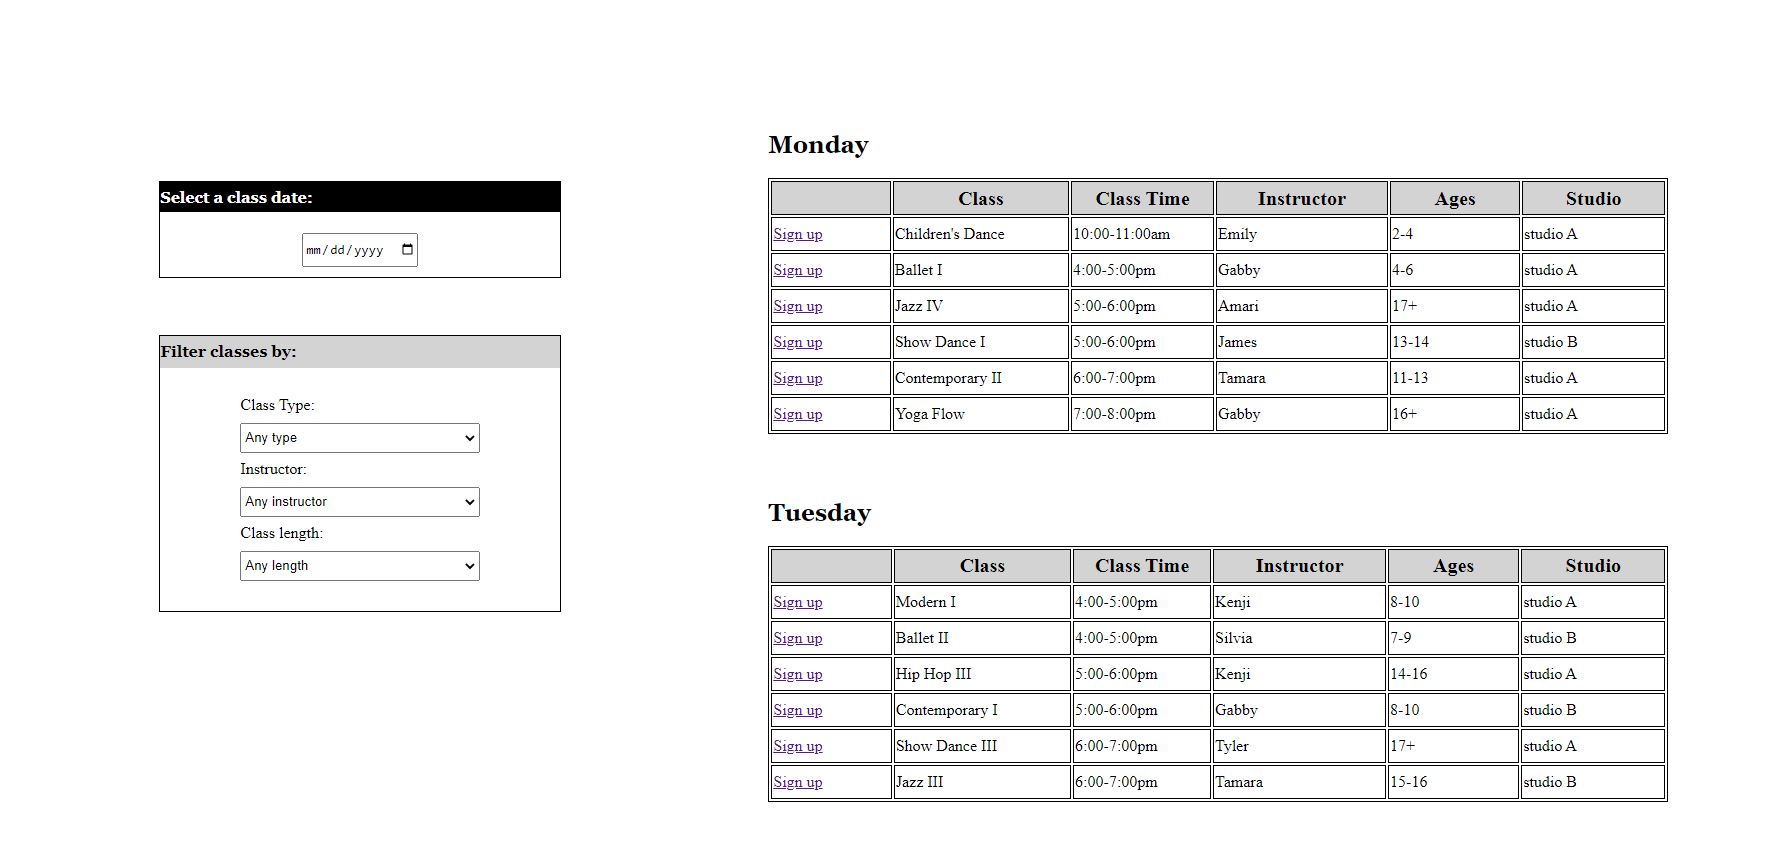 Select a class date:
mm/dd/yyyy
Filter classes by:
Class Type:
Any type
Instructor:
Any instructor
Class length:
Any length
Monday
Class Class Time Instructor Ages Studio
Sign up Children's Dance 10:00-11:00am Emily 2-4 studio A
Sign up Ballet I 4:00-5:00pm Gabby 4-6 studio A
Sign up Jazz IV 5:00-6:00pm Amari 17+ studio A
Sign up Show Dance I 5:00-6:00pm James 13-14 studio B
Sign up Contemporary II 6:00-7:00pm Tamara 11-13 studio A
Sign up Yoga Flow 7:00-8:00pm Gabby 16+ studio A
Tuesday
Class Class Time Instructor Ages Studio
Sign up Modern I 4:00-5:00pm Kenji 8-10 studio A
Sign up Ballet II 4:00-5:00pm Silvia 7-9 studio B
Sign up Hip Hop III 5:00-6:00pm Kenji 14-16 studio A
Sign up Contemporary I 5:00-6:00pm Gabby 8-10 studio B
Sign up Show Dance III 6:00-7:00pm Tyler 17+ studio A
Sign up Jazz III 6:00-7:00pm Tamara 15-16 studio B